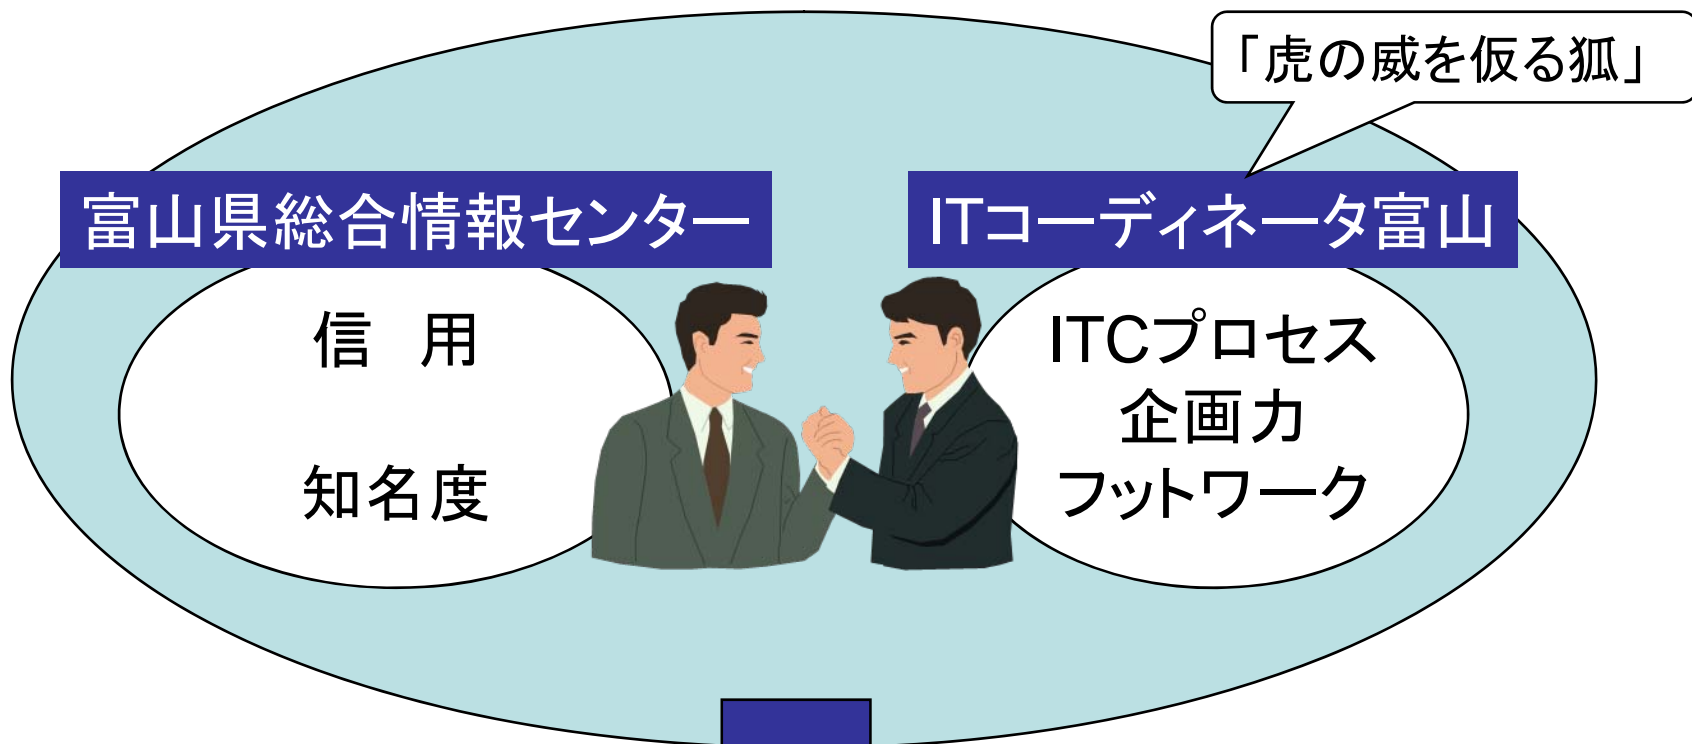 「虎の威を仮る狐」
富山県総合情報センター
ITコーディネータ富山
信　用
知名度
ITCプロセス
企画力
フットワーク